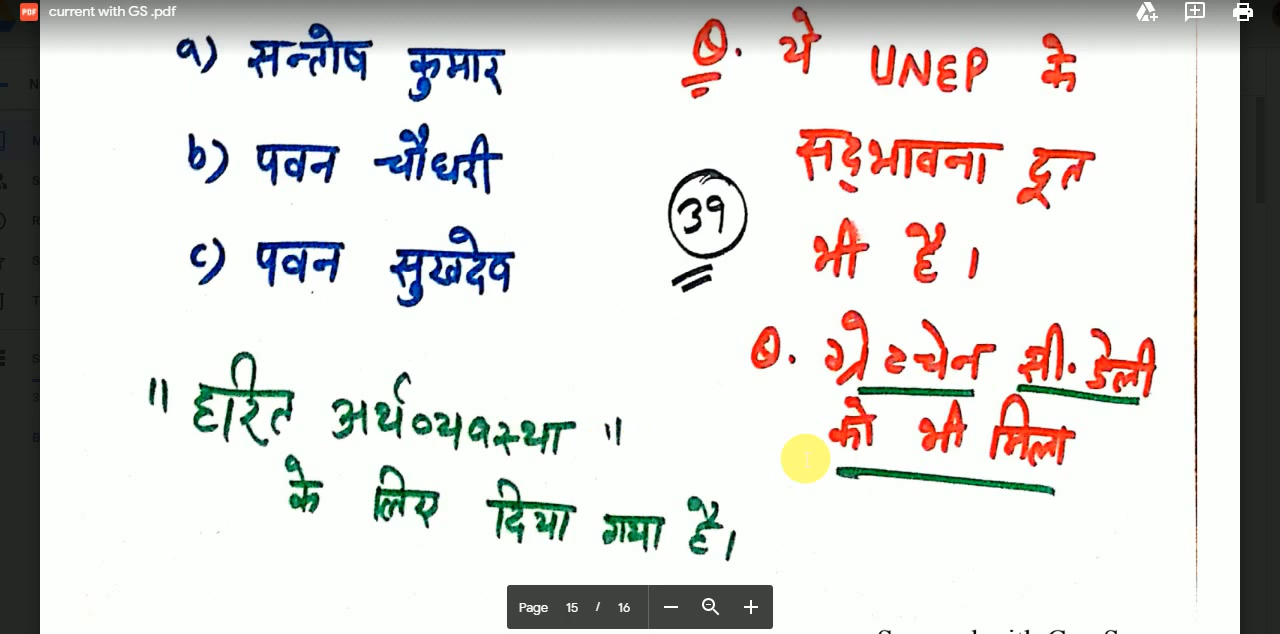 PDF current with GS .pdf
a) सन्तोष कुमार
b) पवन चौधरी
c) पवन सुखदेव
" हरित अर्थव्यवस्था "
के लिए दिया गया है।
39
Q. ये UNEP के
सद्भावना दूत
भी है।
Q. ग्रेटचेन सी. डेली
को भी मिला
Page 15 / 16